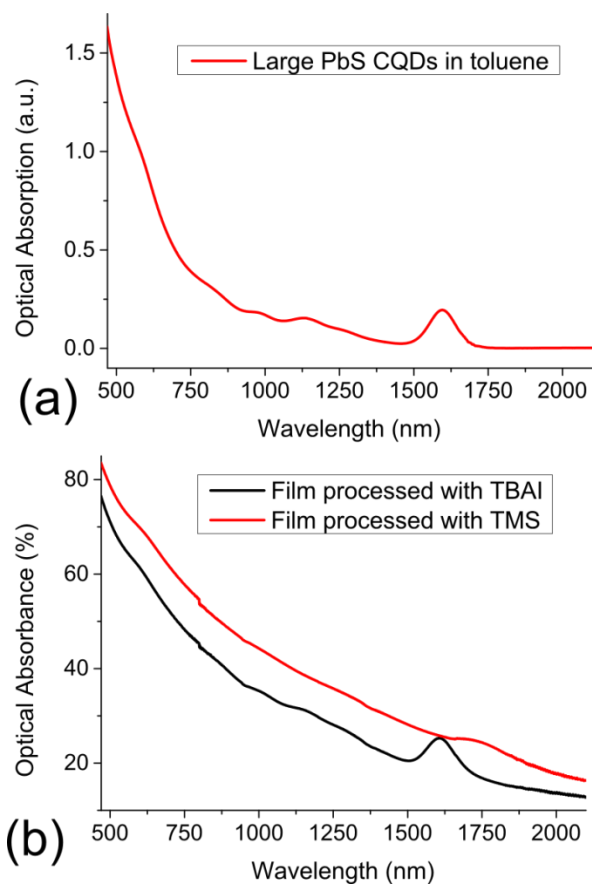 Optical Absorption (a.u.)
1.5
1.0
0.5
0.0
Large PbS CQDs in toluene
500 750 1000 1250 1500 1750 2000
Wavelength (nm)
(a)
Optical Absorbance (%)
80
60
40
20
Film processed with TBAI
Film processed with TMS
500 750 1000 1250 1500 1750 2000
Wavelength (nm)
(b)